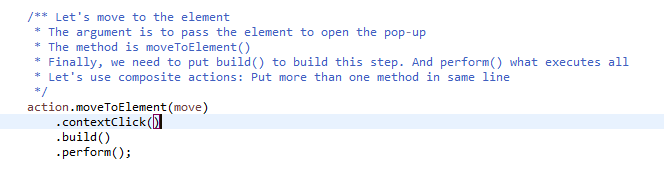 /** Let's move to the element
* The argument is to pass the element to open the pop-up
* The method is moveToElement()
* Finally, we need to put build() to build this step. And perform() what executes all
* Let's use composite actions: Put more than one method in same line
*/
action.moveToElement(move)
.contextClick()
.build()
.perform();